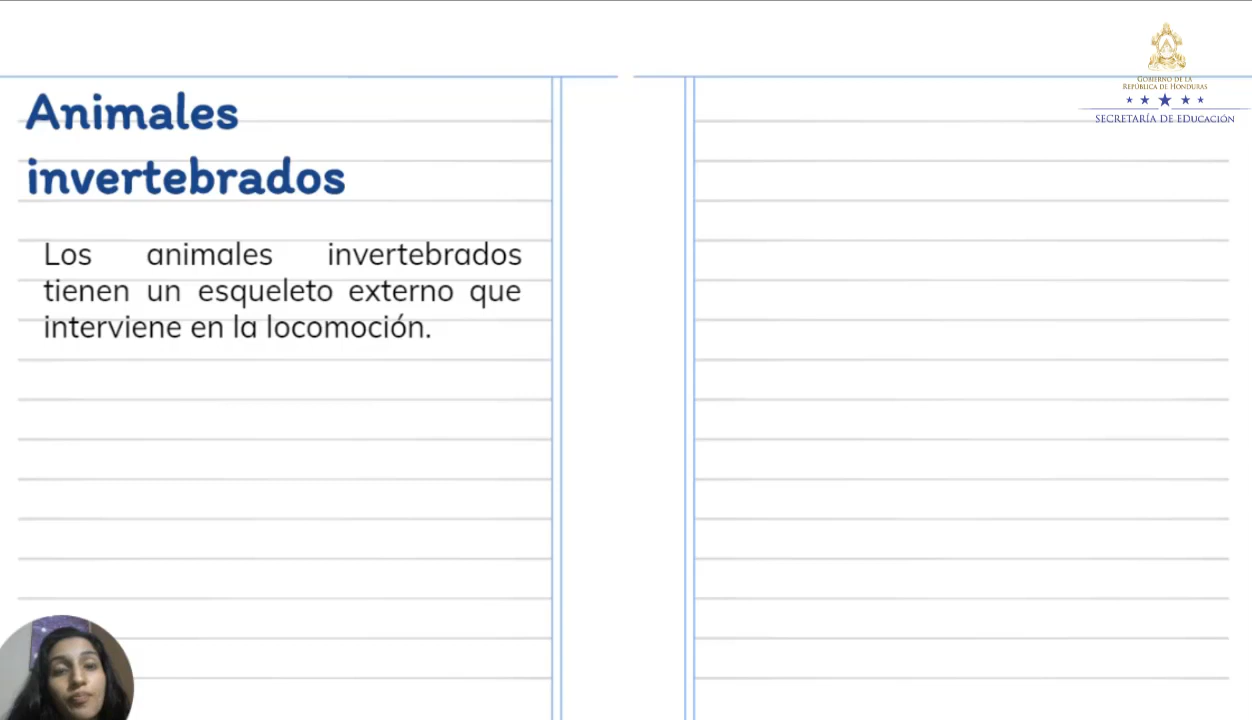 Animales
invertebrados
Los animales invertebrados
tienen un esqueleto externo que
interviene en la locomoción.
GOBIERNO DE LA
REPÚBLICA DE HONDURAS
SECRETARÍA DE EDUCACIÓN